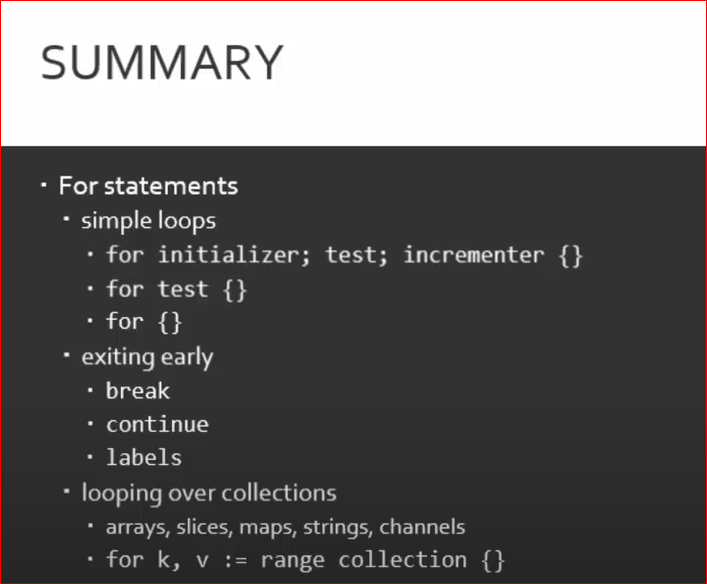 SUMMARY
▪ For statements
▪ simple loops
▪ for initializer; test; incrementer {}
▪ for test {}
▪ for {}
▪ exiting early
▪ break
▪ continue
▪ labels
▪ looping over collections
▪ arrays, slices, maps, strings, channels
▪ for k, v := range collection {}